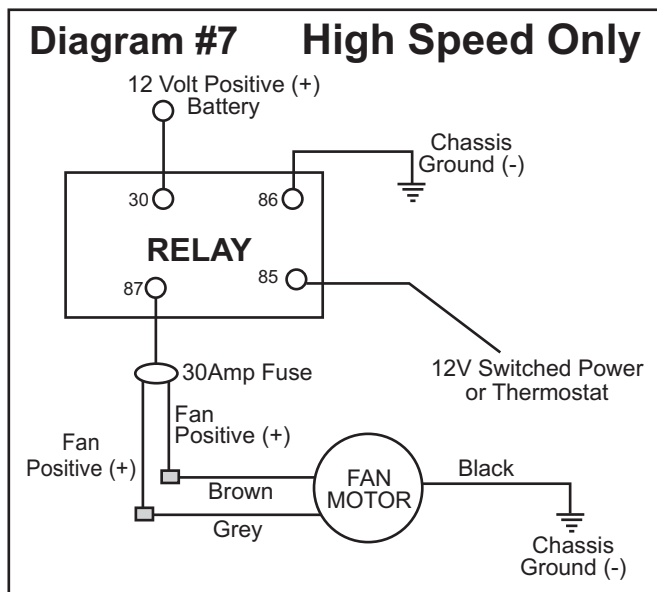 Diagram #7 High Speed Only
12 Volt Positive (+)
Battery
Chassis
Ground (-)
30
86
RELAY
87
85
30Amp Fuse
12V Switched Power
or Thermostat
Fan
Positive (+)
Fan
Positive (+)
Brown
Grey
FAN
MOTOR
Black
Chassis
Ground (-)